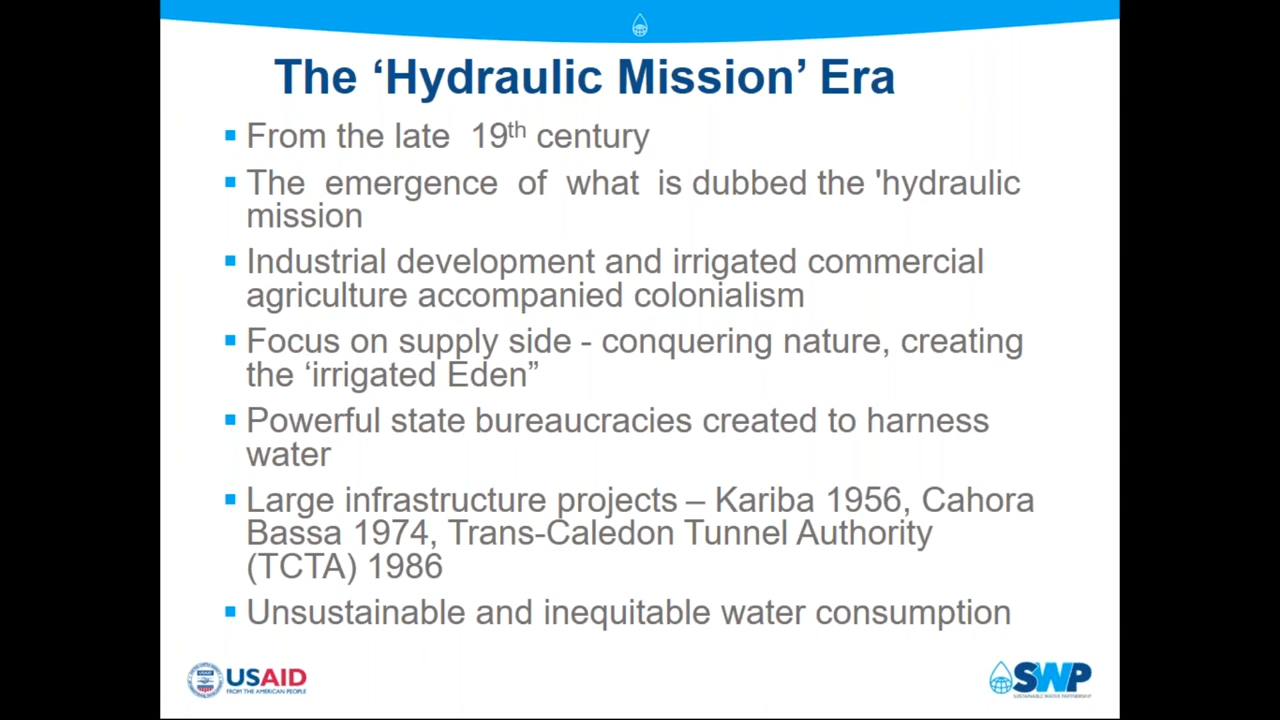 The ‘Hydraulic Mission’ Era
From the late 19th century
The emergence of what is dubbed the 'hydraulic
mission
Industrial development and irrigated commercial
agriculture accompanied colonialism
Focus on supply side - conquering nature, creating
the ‘irrigated Eden”
Powerful state bureaucracies created to harness
water
Large infrastructure projects – Kariba 1956, Cahora
Bassa 1974, Trans-Caledon Tunnel Authority
(TCTA) 1986
Unsustainable and inequitable water consumption
USAID
FROM THE AMERICAN PEOPLE
SWP
SUSTAINABLE WATER PARTNERSHIP